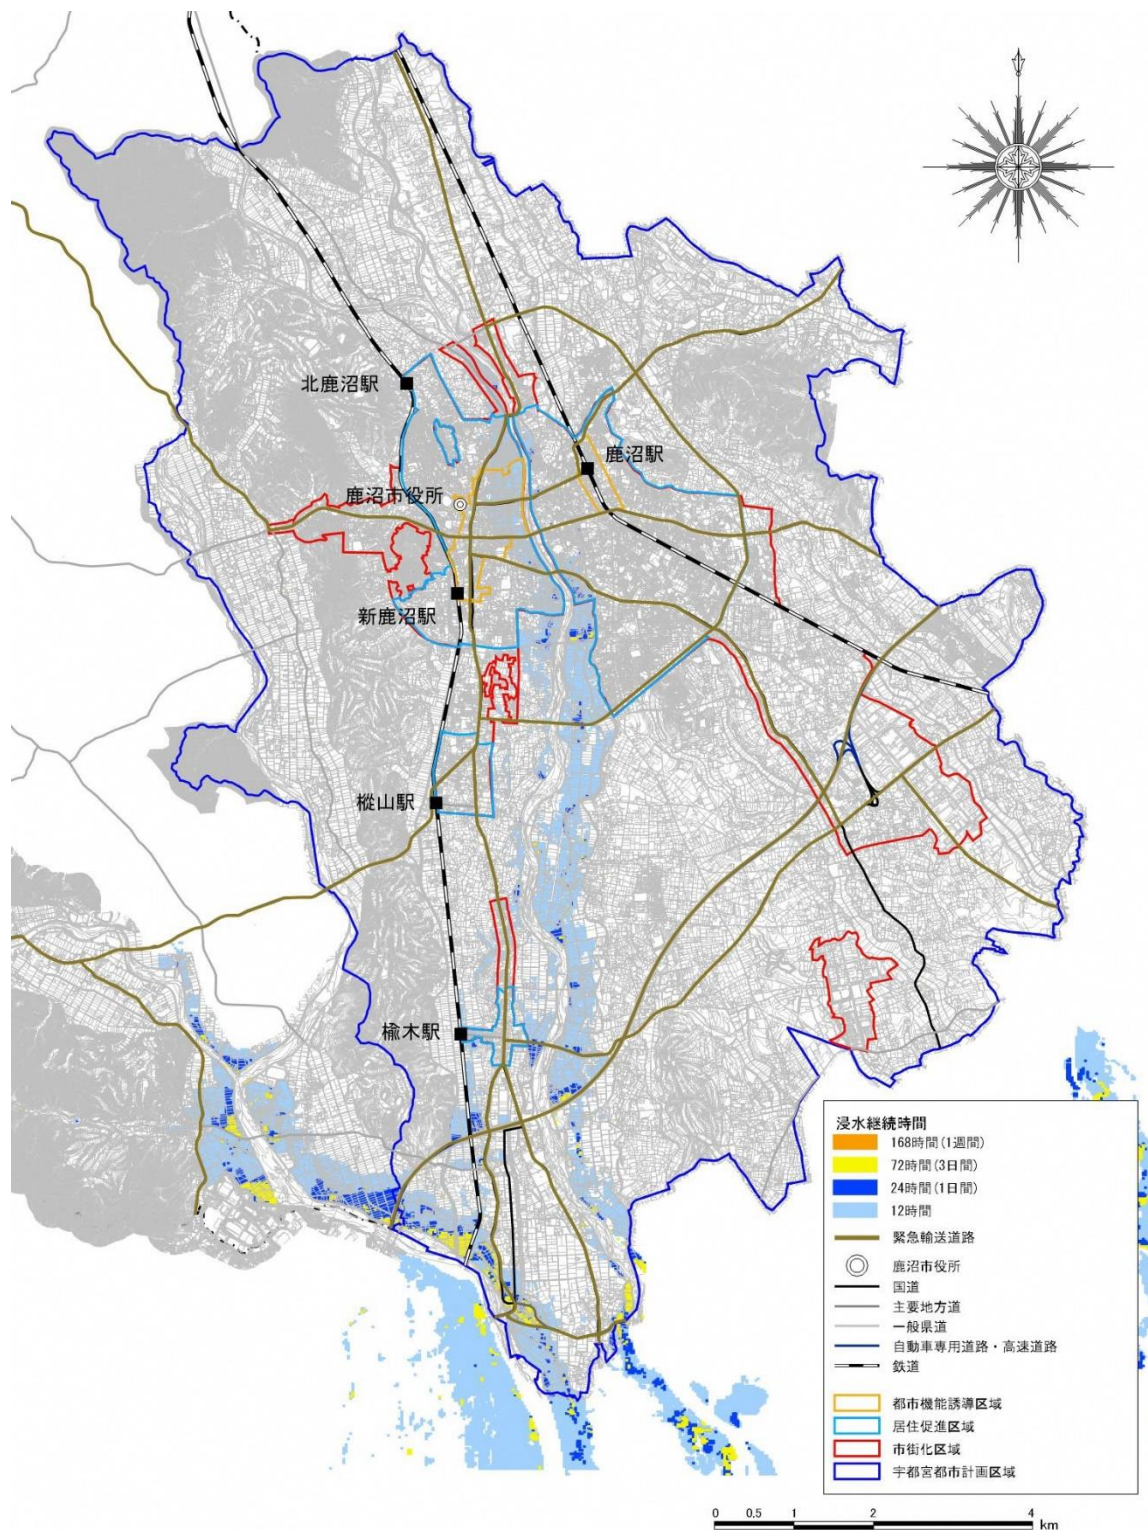 北鹿沼駅
鹿沼駅
鹿沼市役所
新鹿沼駅
樅山駅
楡木駅
浸水継続時間
168時間(1週間)
72時間(3日間)
24時間(1日間)
12時間
緊急輸送道路
鹿沼市役所
国道
主要地方道
一般県道
自動車専用道路・高速道路
鉄道
都市機能誘導区域
居住促進区域
市街化区域
宇都宮都市計画区域
0 0.5 1 2 4
km